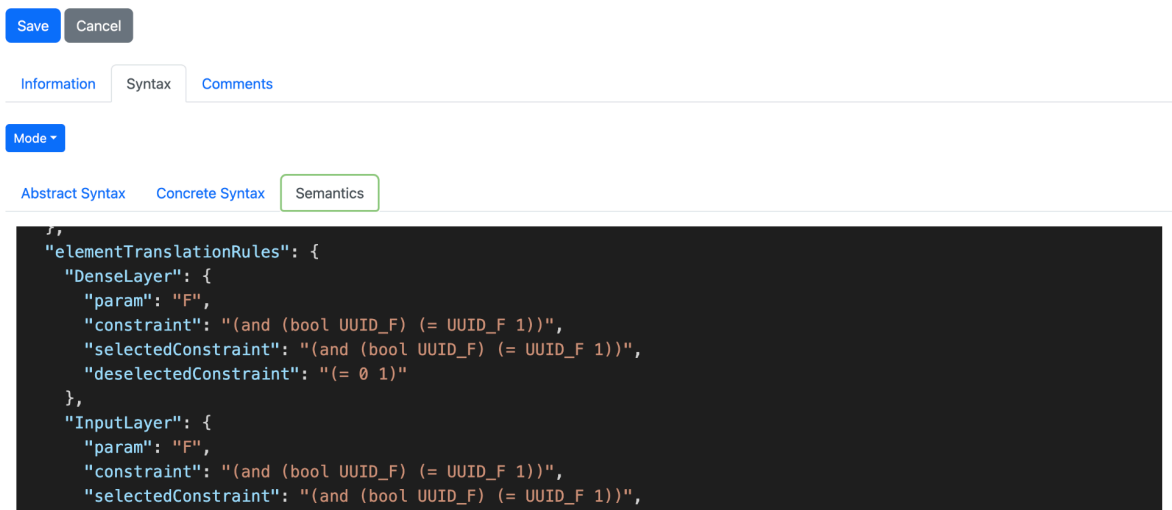 Save Cancel
Information Syntax Comments
Mode
Abstract Syntax Concrete Syntax Semantics
},
"elementTranslationRules": {
"DenseLayer": {
"param": "F",
"constraint": "(and (bool UUID_F) (= UUID_F 1))",
"selectedConstraint": "(and (bool UUID_F) (= UUID_F 1))",
"deselectedConstraint": "(= 0 1)"
},
"InputLayer": {
"param": "F",
"constraint": "(and (bool UUID_F) (= UUID_F 1))",
"selectedConstraint": "(and (bool UUID_F) (= UUID_F 1))",